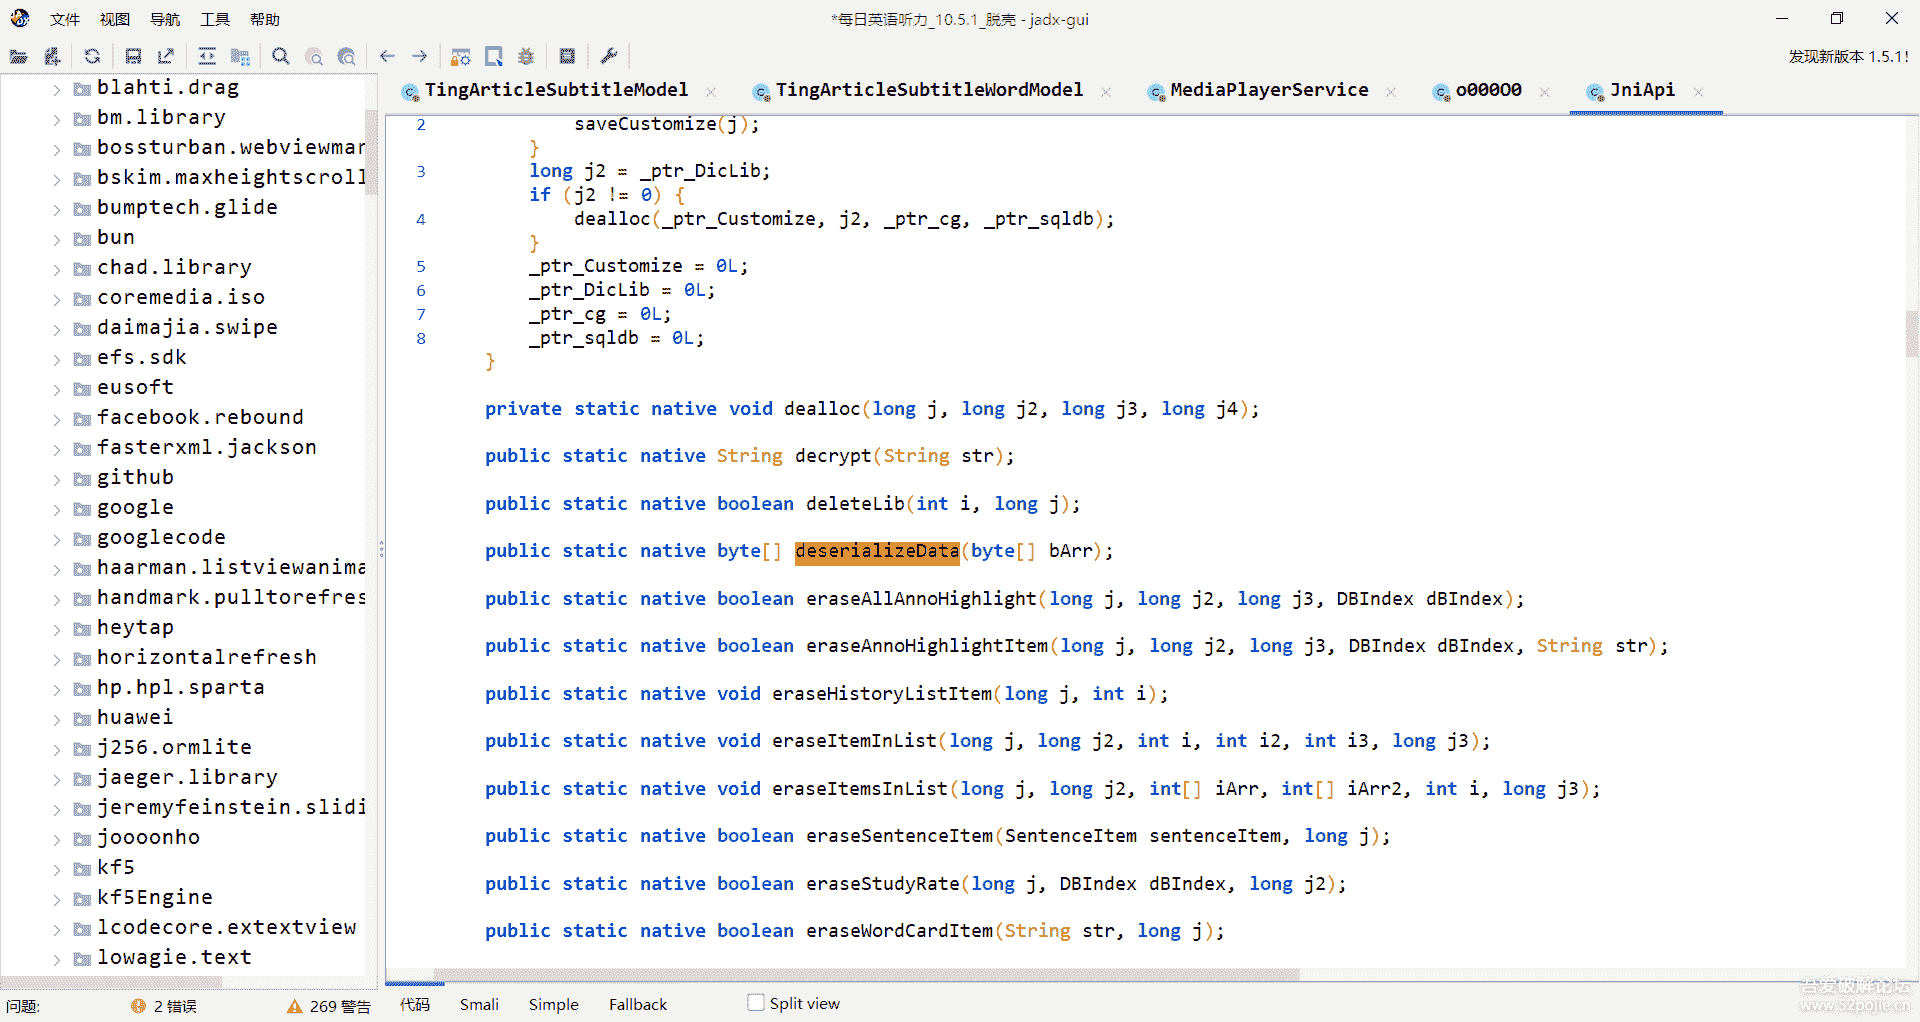 文件 视图 导航 工具 帮助
*每日英语听力_10.5.1_脱壳 - jadx-gui
发现新版本 1.5.1!
blahti.drag
bm.library
bossturban.webviewmar
bskim.maxheightscroll
bumptech.glide
bun
chad.library
coremedia.iso
daimajia.swipe
efs.sdk
eusoft
facebook.rebound
fasterxml.jackson
github
google
googlecode
haarman.listviewanima
handmark.pulltorefres
heytap
horizontalrefresh
hp.hpl.sparta
huawei
j256.ormlite
jaeger.library
jeremyfeinstein.slidi
joooonho
kf5
kf5Engine
lcodecore.extextview
lowagie.text
TingArticleSubtitleModel TingArticleSubtitleWordModel MediaPlayerService o00000 JniApi
2 saveCustomize(j);
}
3 long j2 = _ptr_DicLib;
if (j2 != 0) {
4 dealloc(_ptr_Customize, j2, _ptr_cg, _ptr_sqldb);
}
5 _ptr_Customize = 0L;
6 _ptr_DicLib = 0L;
7 _ptr_cg = 0L;
8 _ptr_sqldb = 0L;
}
private static native void dealloc(long j, long j2, long j3, long j4);
public static native String decrypt(String str);
public static native boolean deleteLib(int i, long j);
public static native byte[] deserializeData(byte[] bArr);
public static native boolean eraseAllAnnoHighlight(long j, long j2, long j3, DBIndex dBIndex);
public static native boolean eraseAnnoHighlightItem(long j, long j2, long j3, DBIndex dBIndex, String str);
public static native void eraseHistoryListItem(long j, int i);
public static native void eraseItemInList(long j, long j2, int i, int i2, int i3, long j3);
public static native void eraseItemsInList(long j, long j2, int[] iArr, int[] iArr2, int i, long j3);
public static native boolean eraseSentenceItem(SentenceItem sentenceItem, long j);
public static native boolean eraseStudyRate(long j, DBIndex dBIndex, long j2);
public static native boolean eraseWordCardItem(String str, long j);
问题: 2 错误 269 警告
代码 Smali Simple Fallback Split view
吾爱破解论坛
www.52pojie.cn